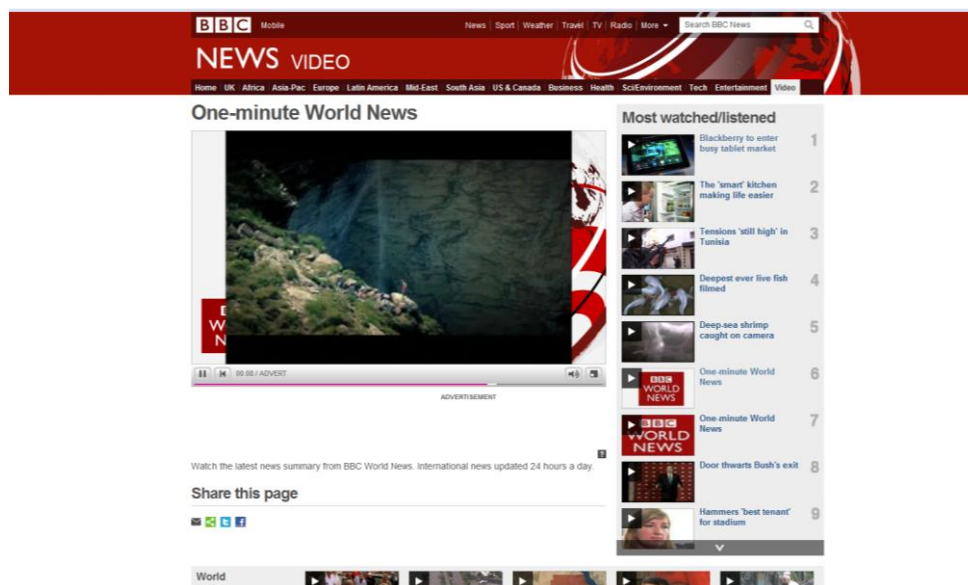 BBC Mobile
News Sport Weather Travel TV Radio More Search BBC News
NEWS VIDEO
Home UK Africa Asia-Pac Europe Latin America Mid-East South Asia US & Canada Business Health Sci/Environment Tech Entertainment Video
One-minute World News
00:00 / ADVERT
ADVERTISEMENT
?
Watch the latest news summary from BBC World News. International news updated 24 hours a day.
Share this page
Most watched/listened
Blackberry to enter
busy tablet market
1
The 'smart' kitchen
making life easier
2
Tensions 'still high' in
Tunisia
3
Deepest ever live fish
filmed
4
Deep-sea shrimp
caught on camera
5
BBC
WORLD
NEWS
One-minute World
News
6
BBC
WORLD
NEWS
One-minute World
News
7
Door thwarts Bush's exit
8
Hammers 'best tenant'
for stadium
9
World